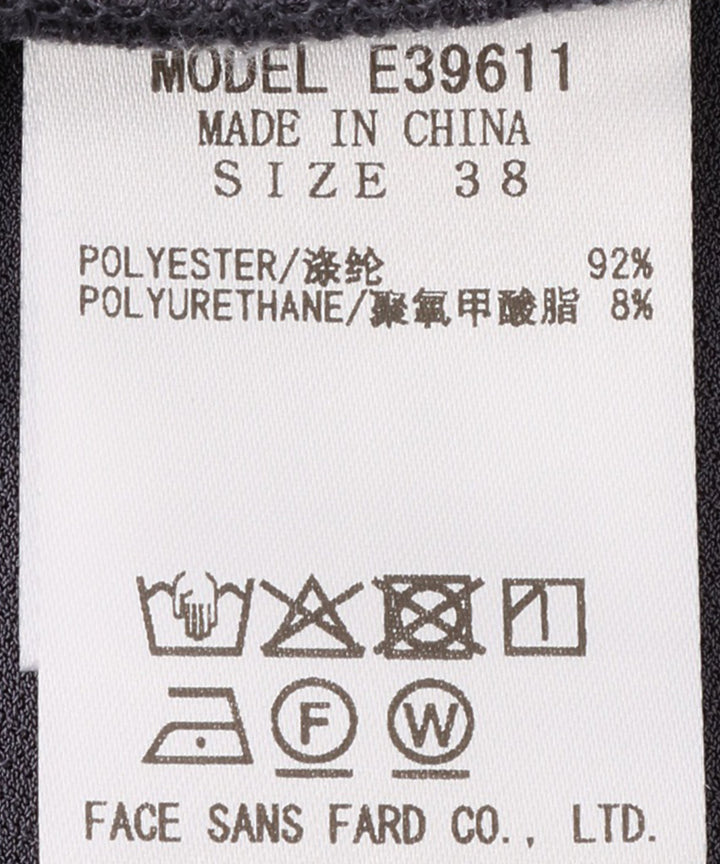 MODEL E39611
MADE IN CHINA
SIZE 38
POLYESTER/涤纶 92%
POLYURETHANE/聚氨甲酸脂 8%
F W
FACE SANS FARD CO., LTD.